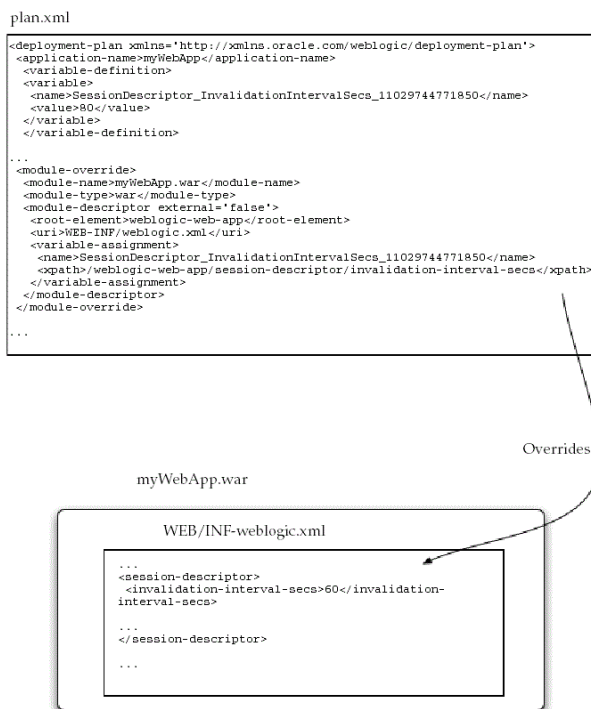 plan.xml
<deployment-plan xmlns='http://xmlns.oracle.com/weblogic/deployment-plan'>
<application-name>myWebApp</application-name>
<variable-definition>
<variable>
<name>SessionDescriptor_InvalidationIntervalSecs_11029744771850</name>
<value>80</value>
</variable>
</variable-definition>
...
<module-override>
<module-name>myWebApp.war</module-name>
<module-type>war</module-type>
<module-descriptor external='false'>
<root-element>weblogic-web-app</root-element>
<uri>WEB-INF/weblogic.xml</uri>
<variable-assignment>
<name>SessionDescriptor_InvalidationIntervalSecs_11029744771850</name>
<xpath>/weblogic-web-app/session-descriptor/invalidation-interval-secs</xpath>
</variable-assignment>
</module-descriptor>
</module-override>
...
Overrides
myWebApp.war
WEB/INF-weblogic.xml
...
<session-descriptor>
<invalidation-interval-secs>60</invalidation-
interval-secs>
...
</session-descriptor>
...